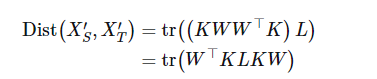 Dist(X′_S, X′_T) = tr((KWW^⊤K) L)
= tr(W^⊤KLKW)